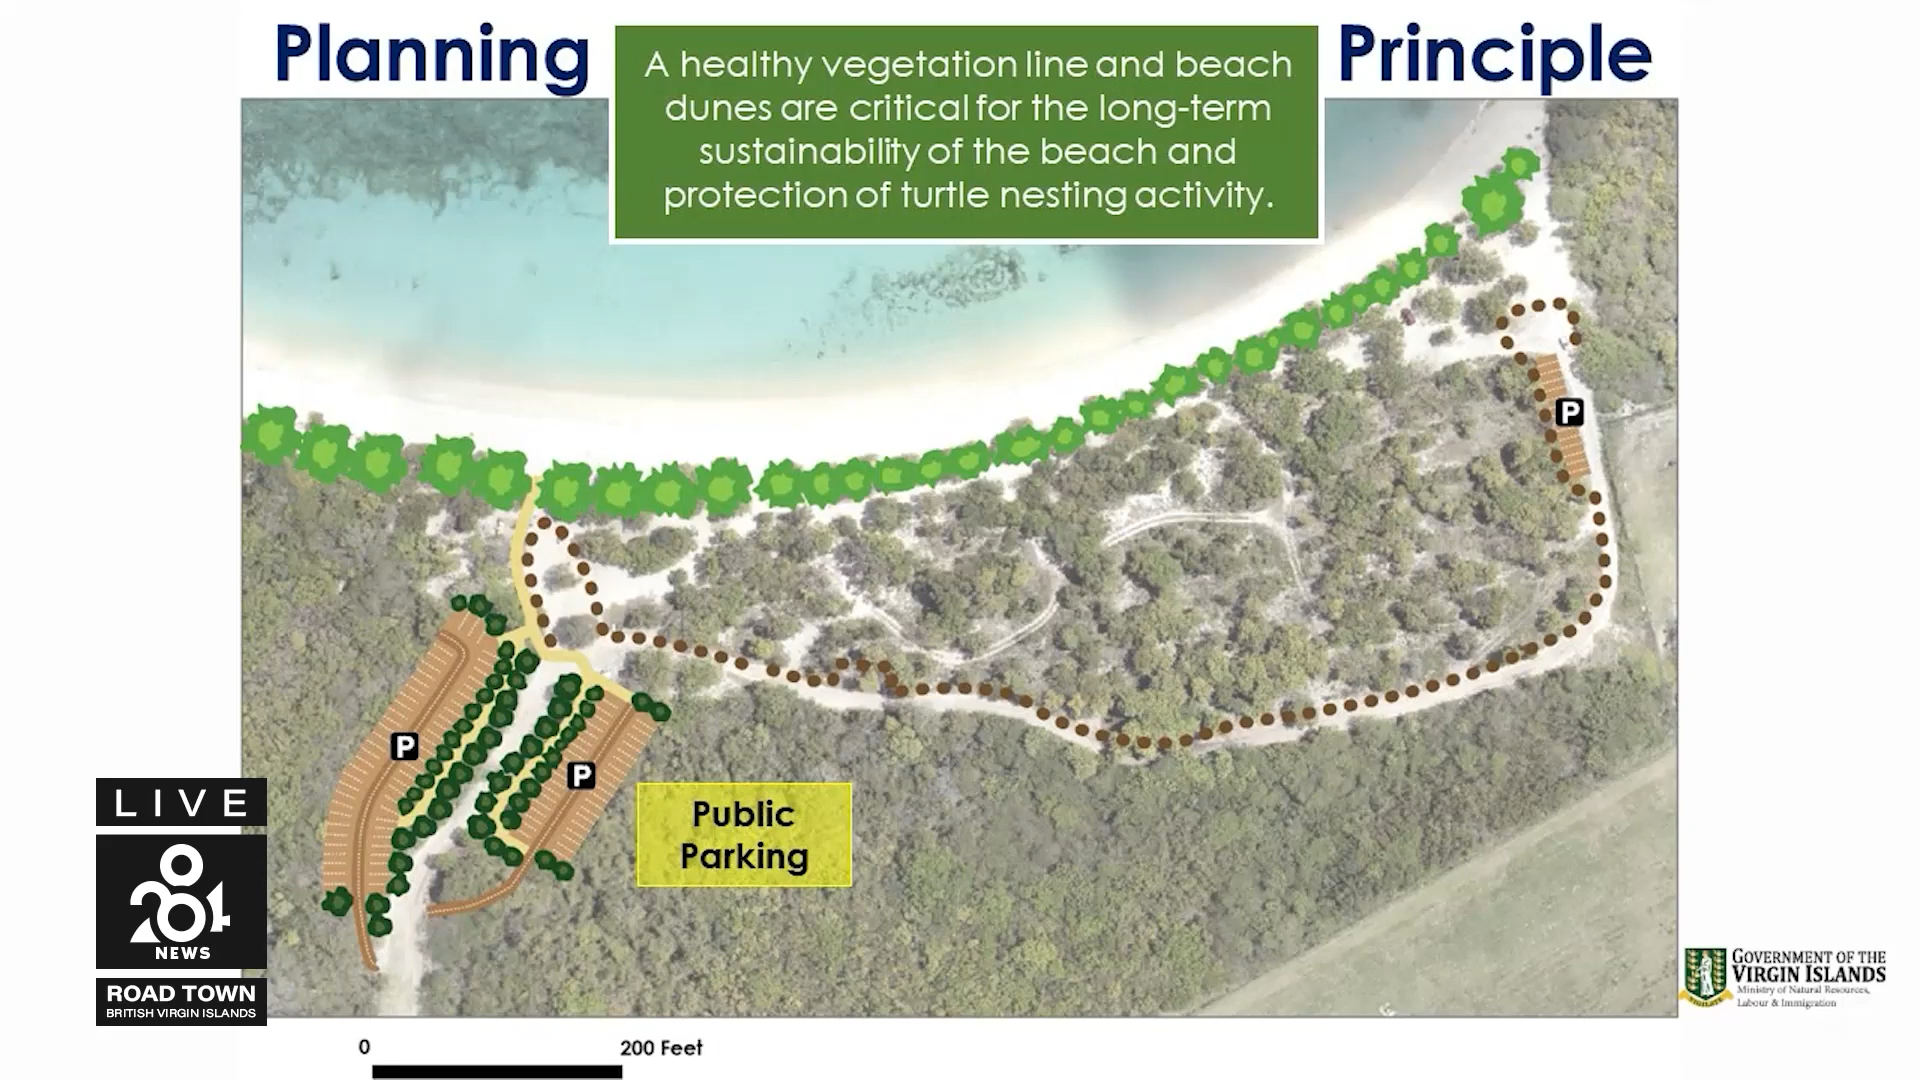 Planning
Principle
A healthy vegetation line and beach
dunes are critical for the long-term
sustainability of the beach and
protection of turtle nesting activity.
P
P
P
Public
Parking
LIVE
284
NEWS
ROAD TOWN
BRITISH VIRGIN ISLANDS
GOVERNMENT OF THE
VIRGIN ISLANDS
Ministry of Natural Resources,
Labour & Immigration
0
200 Feet